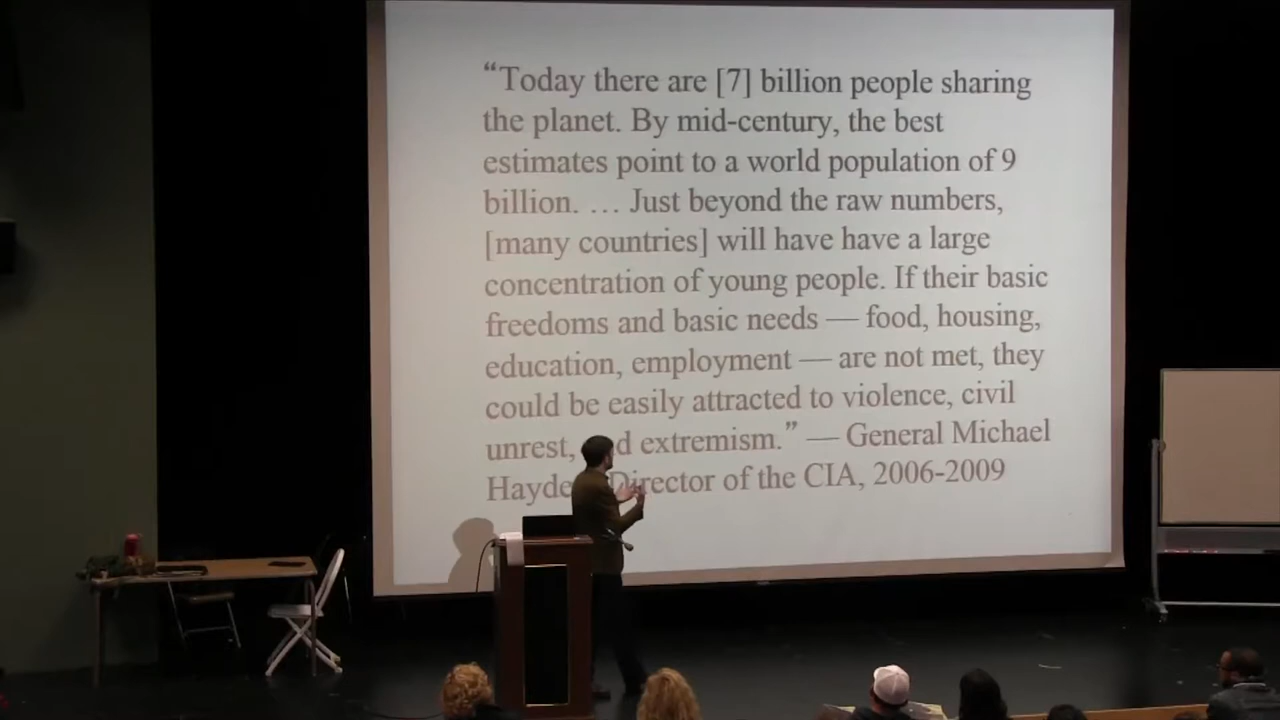 “Today there are [7] billion people sharing
the planet. By mid-century, the best
estimates point to a world population of 9
billion. … Just beyond the raw numbers,
[many countries] will have have a large
concentration of young people. If their basic
freedoms and basic needs — food, housing,
education, employment — are not met, they
could be easily attracted to violence, civil
unrest, extremism.” — General Michael
Director of the CIA, 2006-2009